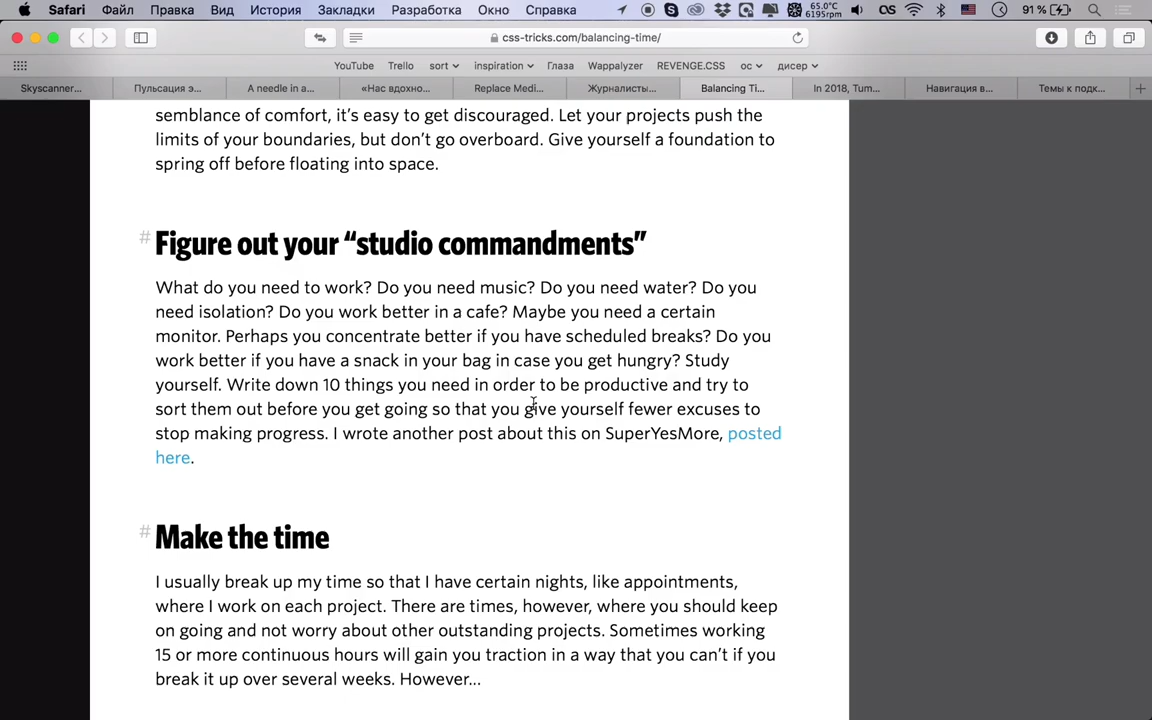 Safari Файл Правка Вид История Закладки Разработка Окно Справка 65.0°C 6195rpm 91 %
css-tricks.com/balancing-time/
YouTube Trello sort inspiration Глаза Wappalyzer REVENGE.CSS ос дисер
Skyscanner... Пульсация э... A needle in a... «Нас вдохно... Replace Medi... Журналисты... Balancing Ti... In 2018, Tum... Навигация в... Темы к подк...
semblance of comfort, it’s easy to get discouraged. Let your projects push the
limits of your boundaries, but don’t go overboard. Give yourself a foundation to
spring off before floating into space.
# Figure out your “studio commandments”
What do you need to work? Do you need music? Do you need water? Do you
need isolation? Do you work better in a cafe? Maybe you need a certain
monitor. Perhaps you concentrate better if you have scheduled breaks? Do you
work better if you have a snack in your bag in case you get hungry? Study
yourself. Write down 10 things you need in order to be productive and try to
sort them out before you get going so that you give yourself fewer excuses to
stop making progress. I wrote another post about this on SuperYesMore, posted
here.
# Make the time
I usually break up my time so that I have certain nights, like appointments,
where I work on each project. There are times, however, where you should keep
on going and not worry about other outstanding projects. Sometimes working
15 or more continuous hours will gain you traction in a way that you can’t if you
break it up over several weeks. However...